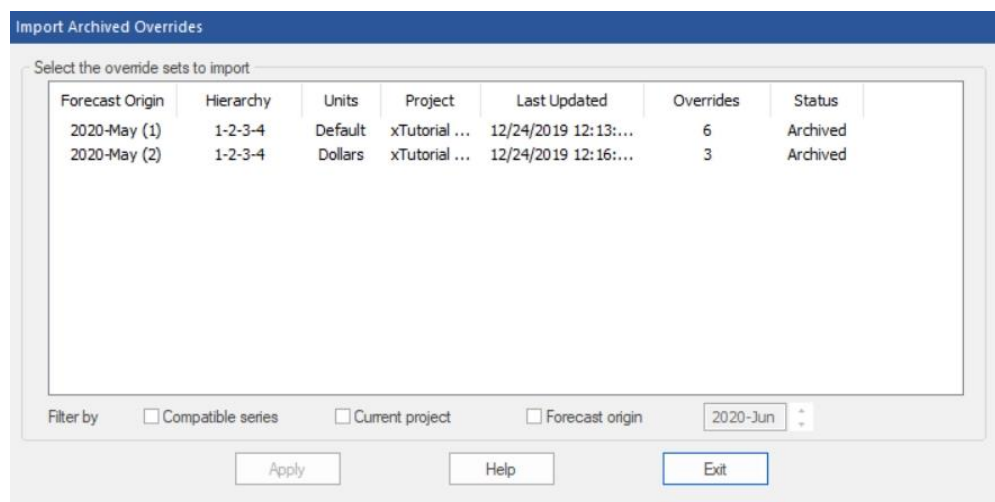 Import Archived Overrides
Select the override sets to import
Forecast Origin Hierarchy Units Project Last Updated Overrides Status
2020-May (1) 1-2-3-4 Default xTutorial ... 12/24/2019 12:13:... 6 Archived
2020-May (2) 1-2-3-4 Dollars xTutorial ... 12/24/2019 12:16:... 3 Archived
Filter by Compatible series Current project Forecast origin 2020-Jun
Apply Help Exit